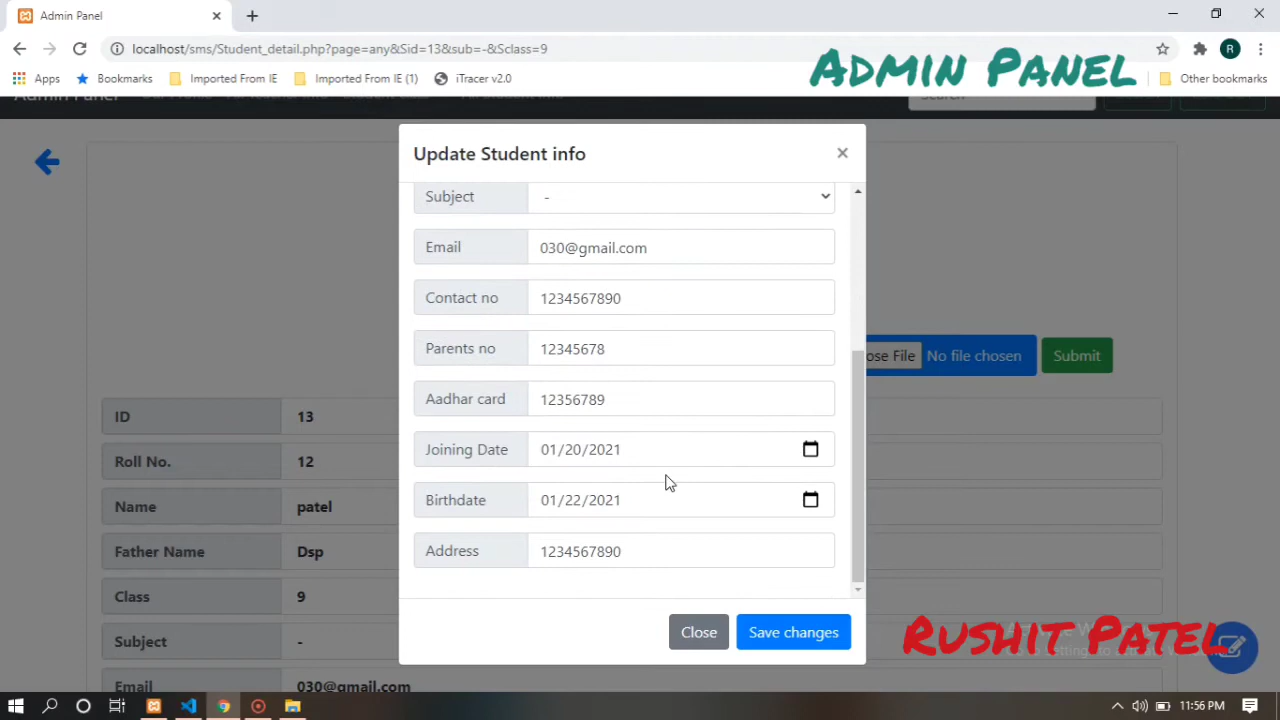 Admin Panel
localhost/sms/Student_detail.php?page=any&Sid=13&sub=-&Sclass=9
R
Apps
Bookmarks
Imported From IE
Imported From IE (1)
iTracer v2.0
Other bookmarks
Admin Panel
Admin Panel
Search
Update Student info
×
Subject
-
Email
030@gmail.com
Contact no
1234567890
Parents no
12345678
Aadhar card
12356789
Joining Date
01/20/2021
Birthdate
01/22/2021
Address
1234567890
Close
Save changes
ose File
No file chosen
Submit
ID
13
Roll No.
12
Name
patel
Father Name
Dsp
Class
9
Subject
-
Email
030@gmail.com
Rushit Patel
11:56 PM